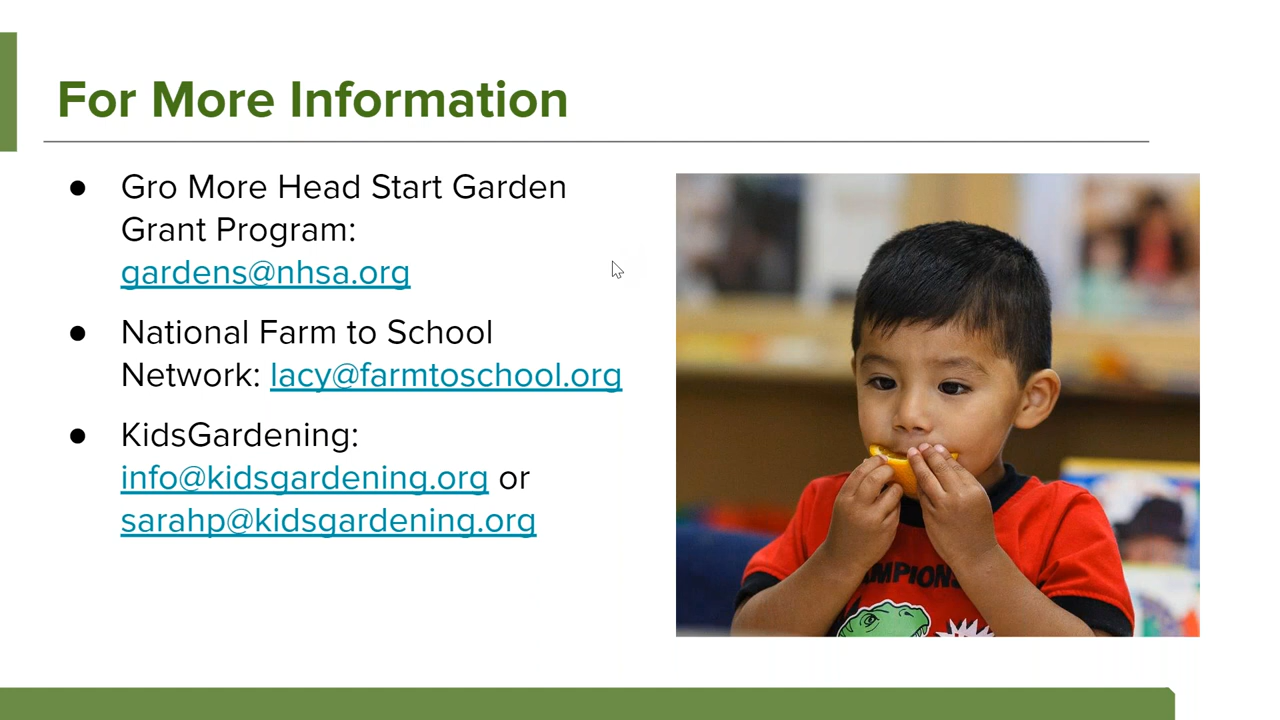 For More Information
● Gro More Head Start Garden
Grant Program:
gardens@nhsa.org
● National Farm to School
Network: lacy@farmtoschool.org
● KidsGardening:
info@kidsgardening.org or
sarahp@kidsgardening.org